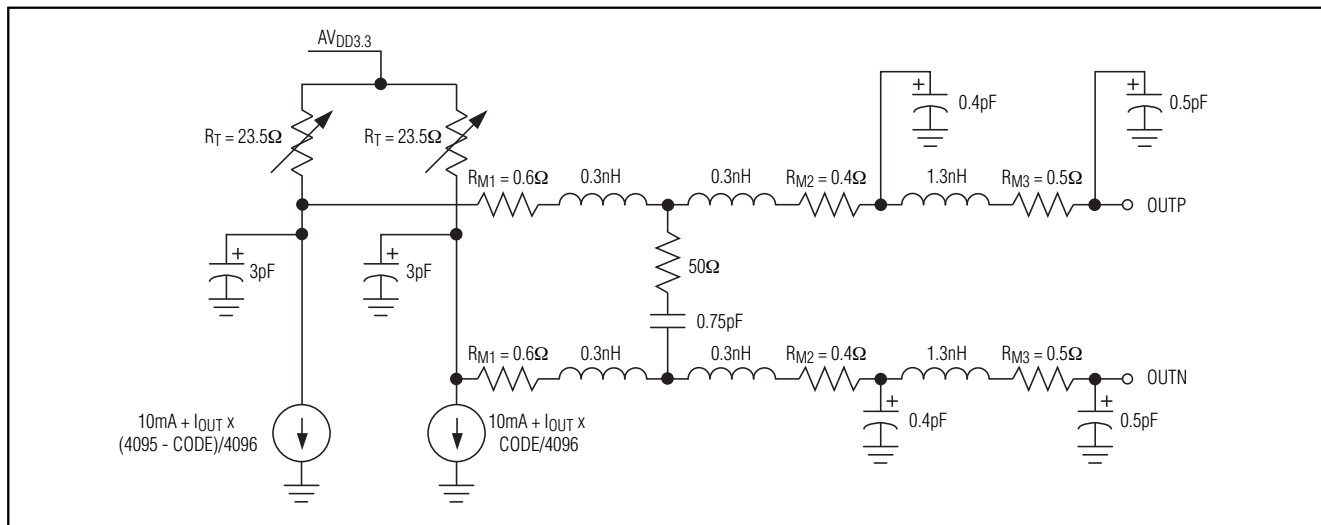 AVDD3.3
RT = 23.5Ω
RT = 23.5Ω
0.4pF
0.5pF
RM1 = 0.6Ω
0.3nH
0.3nH
RM2 = 0.4Ω
1.3nH
RM3 = 0.5Ω
OUTP
3pF
3pF
50Ω
0.75pF
RM1 = 0.6Ω
0.3nH
0.3nH
RM2 = 0.4Ω
1.3nH
RM3 = 0.5Ω
OUTN
10mA + IOUT x
(4095 - CODE)/4096
10mA + IOUT x
CODE/4096
0.4pF
0.5pF